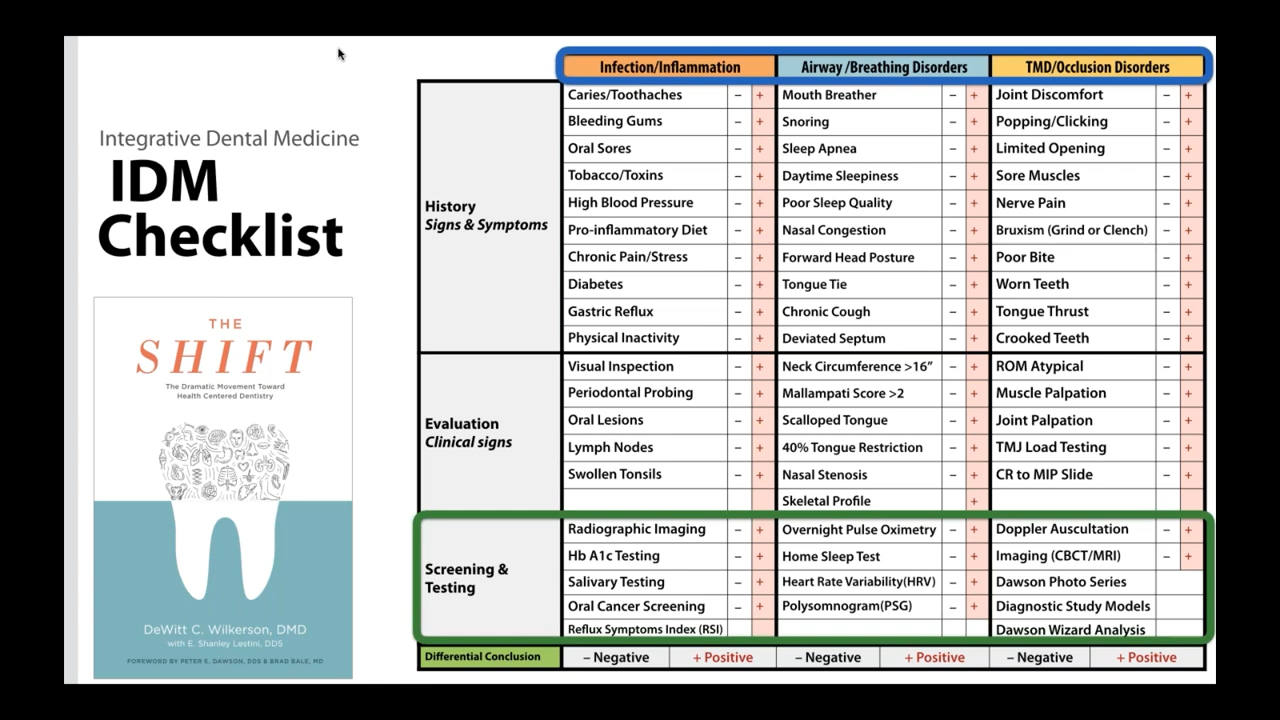 Integrative Dental Medicine
IDM
Checklist
THE
SHIFT
The Dramatic Movement Toward
Health Centered Dentistry
DeWitt C. Wilkerson, DMD
with E. Shanley Lestini, DDS
FOREWORD BY PETER E. DAWSON, DDS & BRAD BALE, MD
Infection/Inflammation Airway /Breathing Disorders TMD/Occlusion Disorders
History
Signs & Symptoms
Caries/Toothaches – + Mouth Breather – + Joint Discomfort – +
Bleeding Gums – + Snoring – + Popping/Clicking – +
Oral Sores – + Sleep Apnea – + Limited Opening – +
Tobacco/Toxins – + Daytime Sleepiness – + Sore Muscles – +
High Blood Pressure – + Poor Sleep Quality – + Nerve Pain – +
Pro-inflammatory Diet – + Nasal Congestion – + Bruxism (Grind or Clench) – +
Chronic Pain/Stress – + Forward Head Posture – + Poor Bite – +
Diabetes – + Tongue Tie – + Worn Teeth – +
Gastric Reflux – + Chronic Cough – + Tongue Thrust – +
Physical Inactivity – + Deviated Septum – + Crooked Teeth – +
Evaluation
Clinical signs
Visual Inspection – + Neck Circumference >16” – + ROM Atypical – +
Periodontal Probing – + Mallampati Score >2 – + Muscle Palpation – +
Oral Lesions – + Scalloped Tongue – + Joint Palpation – +
Lymph Nodes – + 40% Tongue Restriction – + TMJ Load Testing – +
Swollen Tonsils – + Nasal Stenosis – + CR to MIP Slide – +
Skeletal Profile +
Screening &
Testing
Radiographic Imaging – + Overnight Pulse Oximetry – + Doppler Auscultation – +
Hb A1c Testing – + Home Sleep Test – + Imaging (CBCT/MRI) – +
Salivary Testing – + Heart Rate Variability(HRV) – + Dawson Photo Series
Oral Cancer Screening – + Polysomnogram(PSG) – + Diagnostic Study Models
Reflux Symptoms Index (RSI) Dawson Wizard Analysis
Differential Conclusion – Negative + Positive – Negative + Positive – Negative + Positive